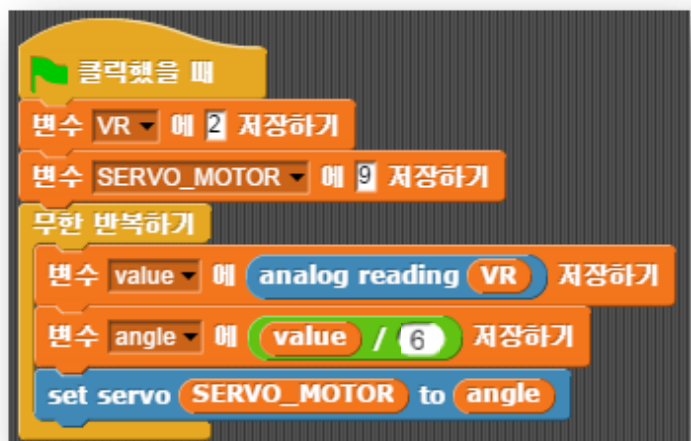 클릭했을 때
변수 VR 에 2 저장하기
변수 SERVO_MOTOR 에 9 저장하기
무한 반복하기
변수 value 에 analog reading VR 저장하기
변수 angle 에 value / 6 저장하기
set servo SERVO_MOTOR to angle